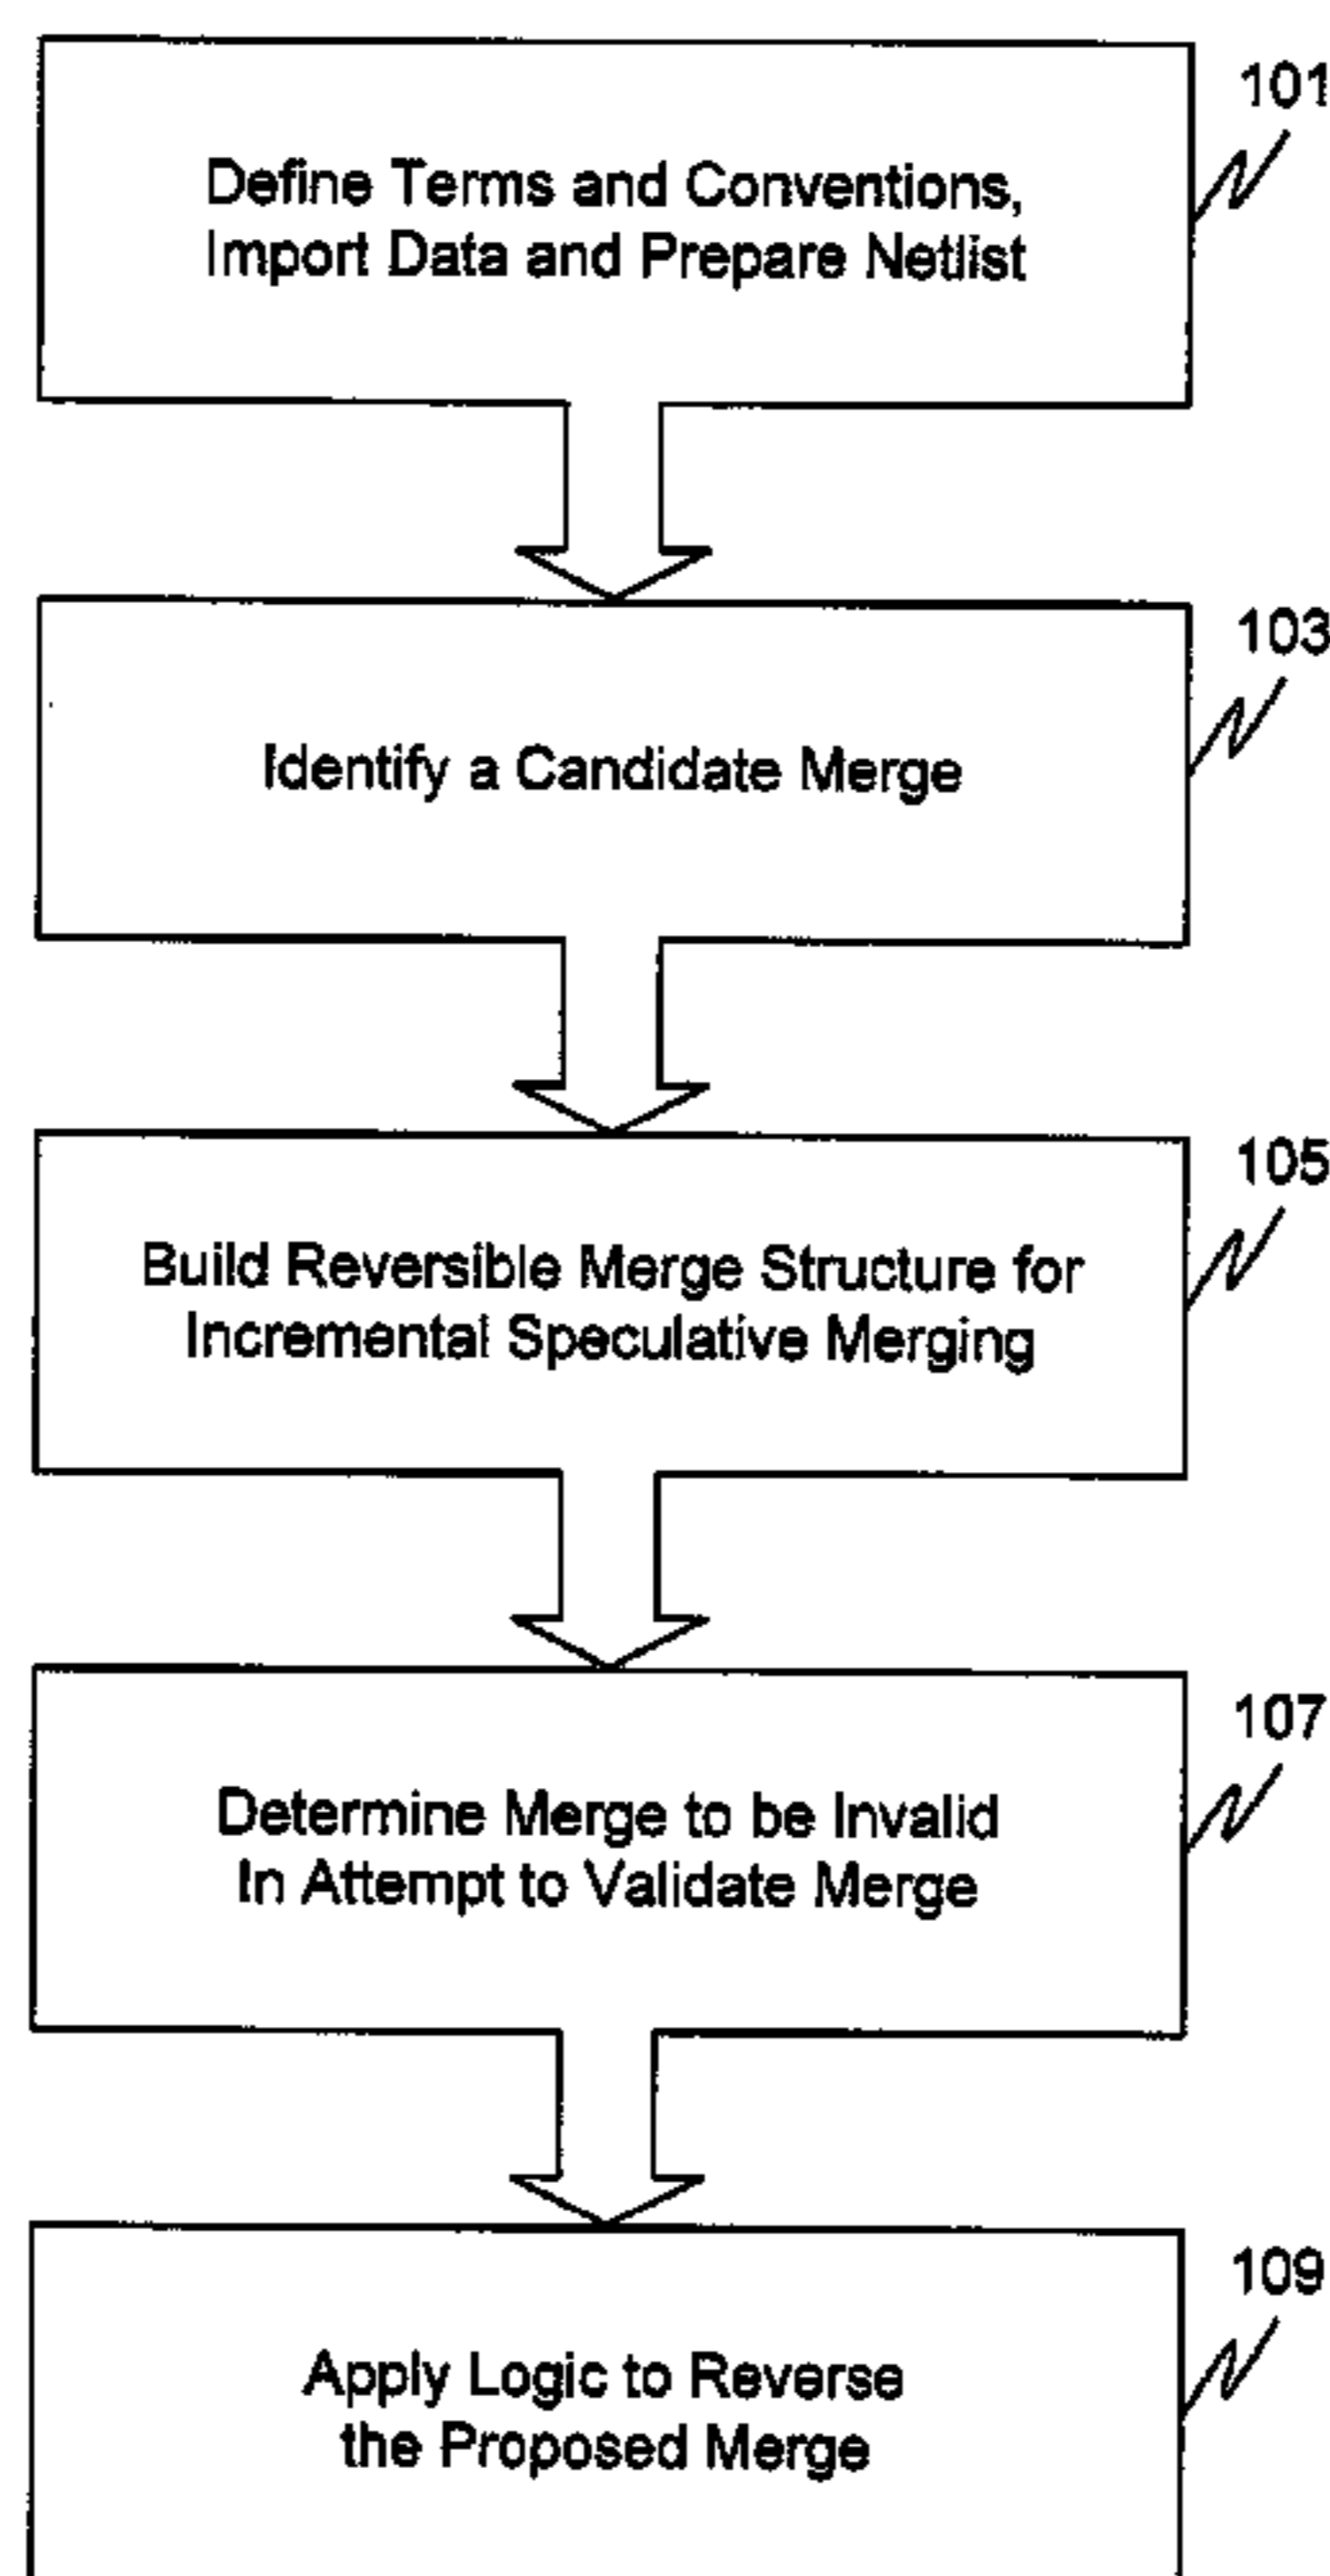 101
Define Terms and Conventions,
Import Data and Prepare Netlist
103
Identify a Candidate Merge
105
Build Reversible Merge Structure for
Incremental Speculative Merging
107
Determine Merge to be Invalid
In Attempt to Validate Merge
109
Apply Logic to Reverse
the Proposed Merge